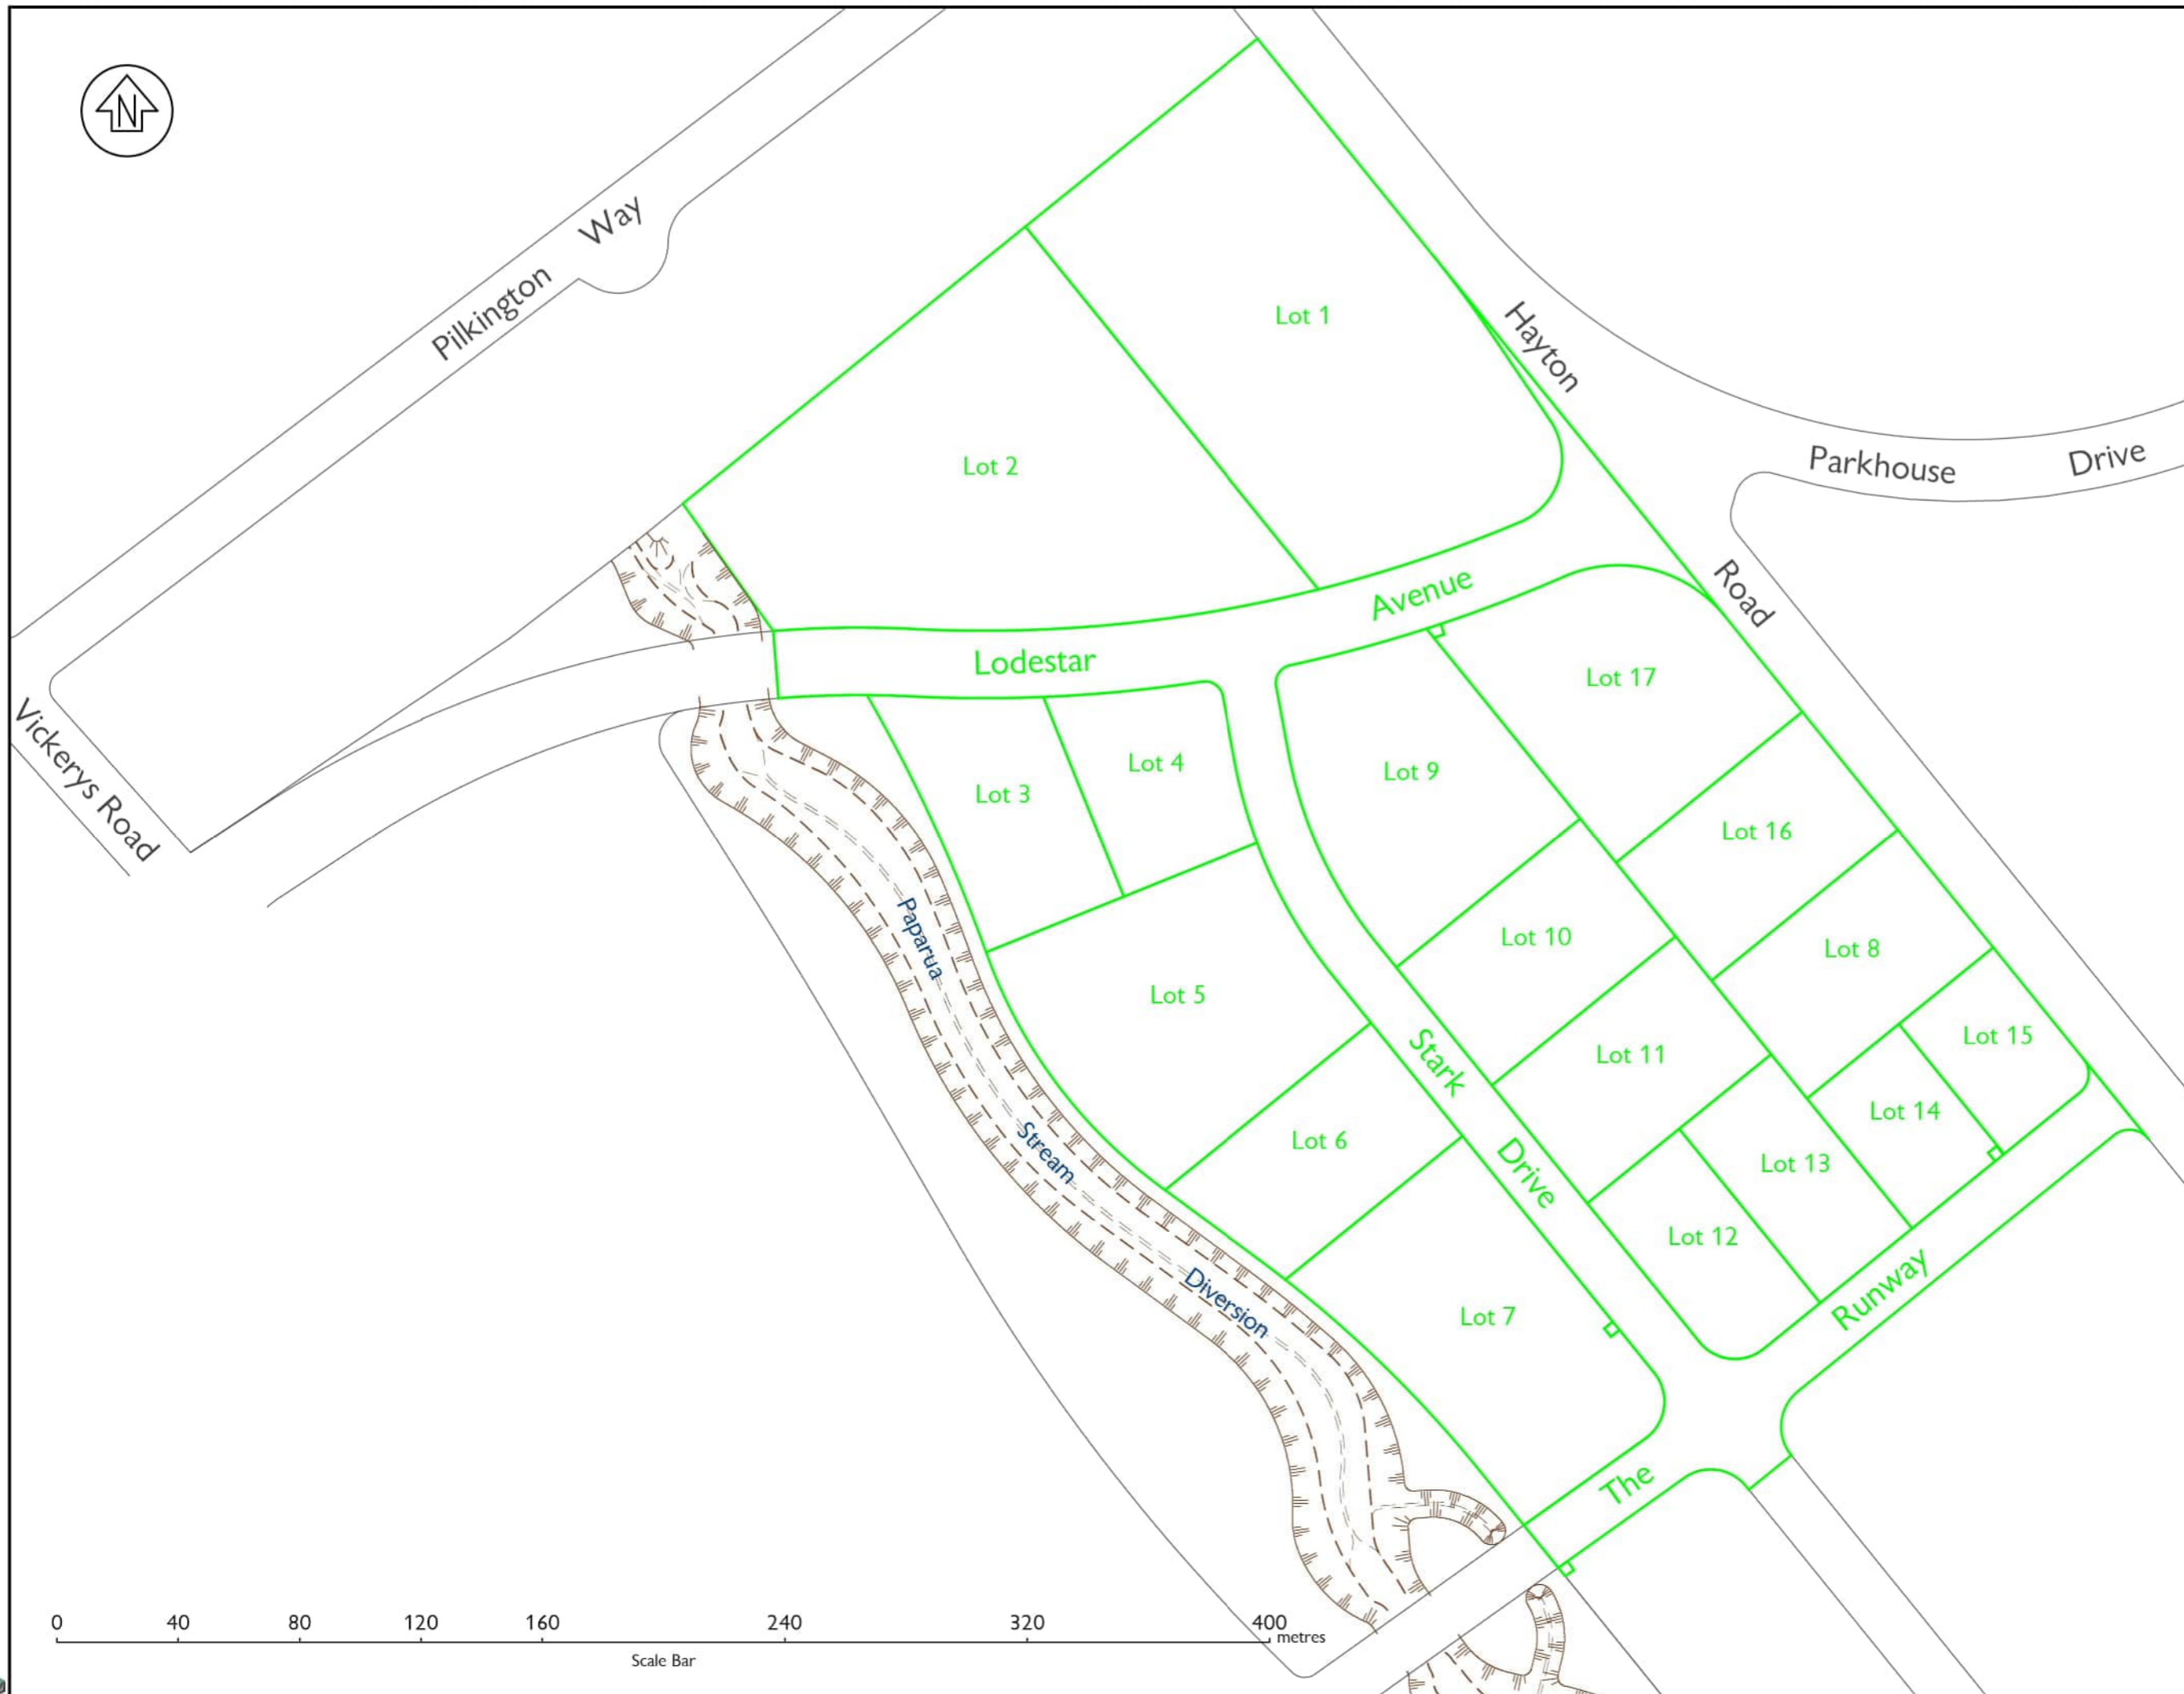 N
Pilkington Way
Hayton Road
Parkhouse Drive
Vickerys Road
Lot 1
Lot 2
Lodestar Avenue
Lot 3
Lot 4
Lot 9
Lot 17
Lot 16
Lot 10
Lot 8
Lot 5
Lot 11
Lot 15
Lot 14
Lot 6
Lot 13
Lot 12
Lot 7
Stark Drive
The Runway
Paparua Stream Diversion
0 40 80 120 160 240 320 400 metres
Scale Bar